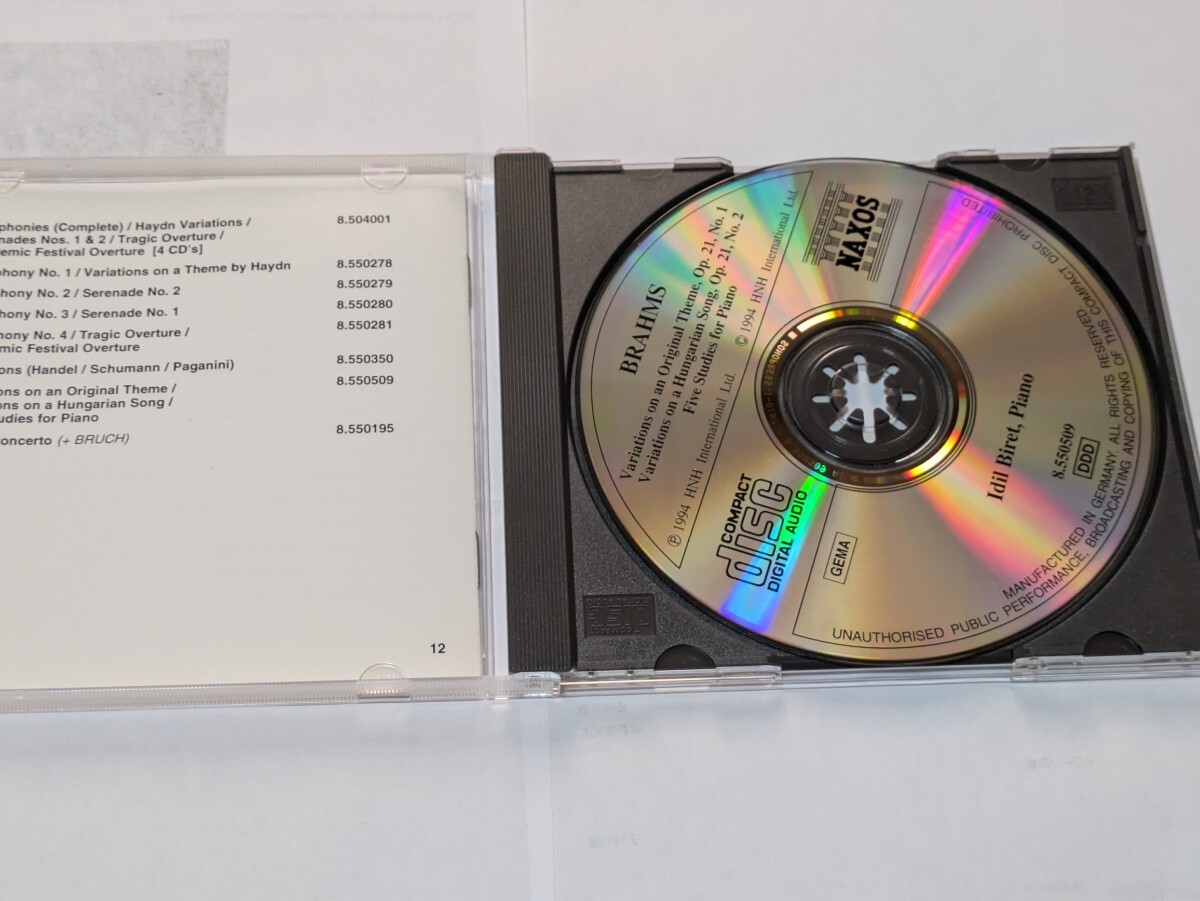 phonies (Complete) / Haydn Variations / 8.504001
nades Nos. 1 & 2 / Tragic Overture /
emic Festival Overture [4 CD's]
hony No. 1 / Variations on a Theme by Haydn 8.550278
hony No. 2 / Serenade No. 2 8.550279
hony No. 3 / Serenade No. 1 8.550280
hony No. 4 / Tragic Overture / 8.550281
mic Festival Overture
ons (Handel / Schumann / Paganini) 8.550350
ons on an Original Theme / 8.550509
ons on a Hungarian Song /
udies for Piano
oncerto (+ BRUCH) 8.550195
12
NAXOS
BRAHMS
Variations on an Original Theme, Op. 21, No. 1
Variations on a Hungarian Song, Op. 21, No. 2
Five Studies for Piano
℗ 1994 HNH International Ltd. © 1994 HNH International Ltd.
COMPACT
disc
DIGITAL AUDIO
GEMA
Idil Biret, Piano
8.550509
DDD
MANUFACTURED IN GERMANY. ALL RIGHTS RESERVED.
UNAUTHORISED PUBLIC PERFORMANCE, BROADCASTING AND COPYING OF THIS COMPACT DISC PROHIBITED